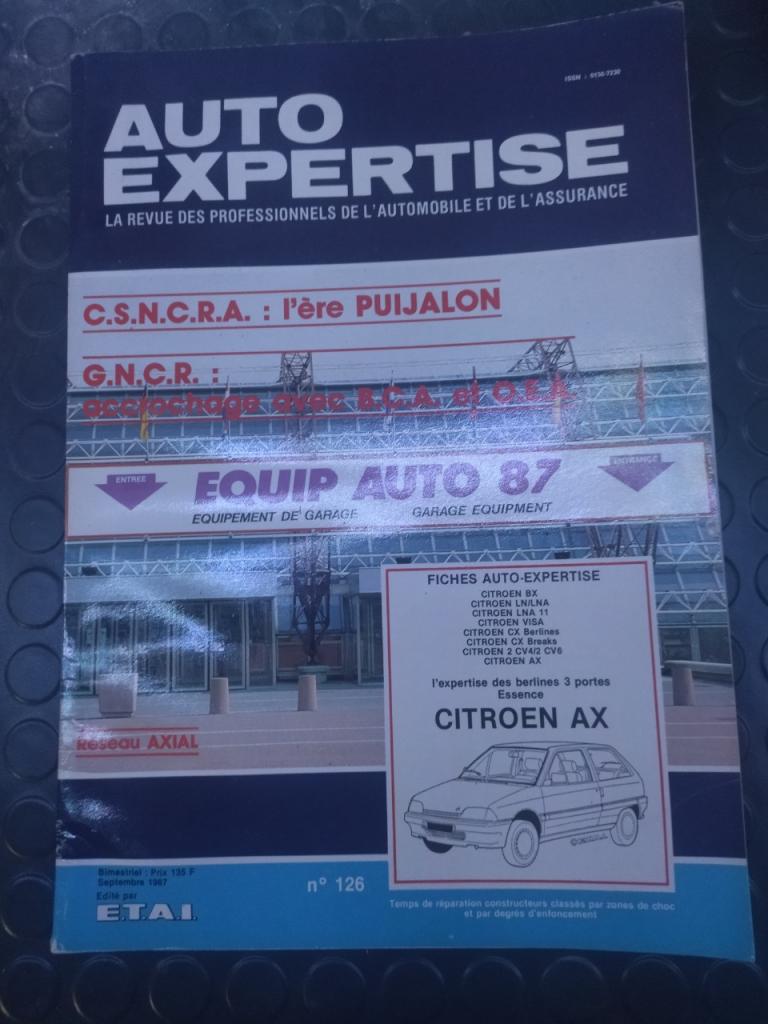 ISSN : 0150-7230
AUTO
EXPERTISE
LA REVUE DES PROFESSIONNELS DE L'AUTOMOBILE ET DE L'ASSURANCE
C.S.N.C.R.A. : l'ère PUIJALON
G.N.C.R. :
accrochage avec B.C.A. et O.E.A.
ENTREE
ENTRANCE
EQUIP AUTO 87
EQUIPEMENT DE GARAGE GARAGE EQUIPMENT
FICHES AUTO-EXPERTISE
CITROEN BX
CITROEN LN/LNA
CITROEN LNA 11
CITROEN VISA
CITROEN CX Berlines
CITROEN CX Breaks
CITROEN 2 CV4/2 CV6
CITROEN AX
l'expertise des berlines 3 portes
Essence
CITROEN AX
Réseau AXIAL
Bimestriel : Prix 135 F
Septembre 1987
Edité par
E.T.A.I.
n° 126
Temps de réparation constructeurs classés par zones de choc
et par degrés d'enfoncement